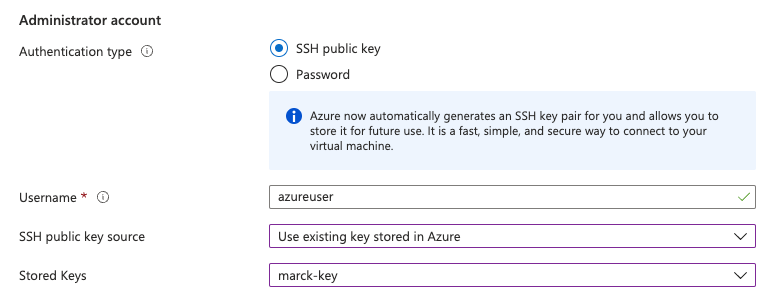 Administrator account
Authentication type
SSH public key
Password
Azure now automatically generates an SSH key pair for you and allows you to
store it for future use. It is a fast, simple, and secure way to connect to your
virtual machine.
Username *
azureuser
SSH public key source
Use existing key stored in Azure
Stored Keys
marck-key